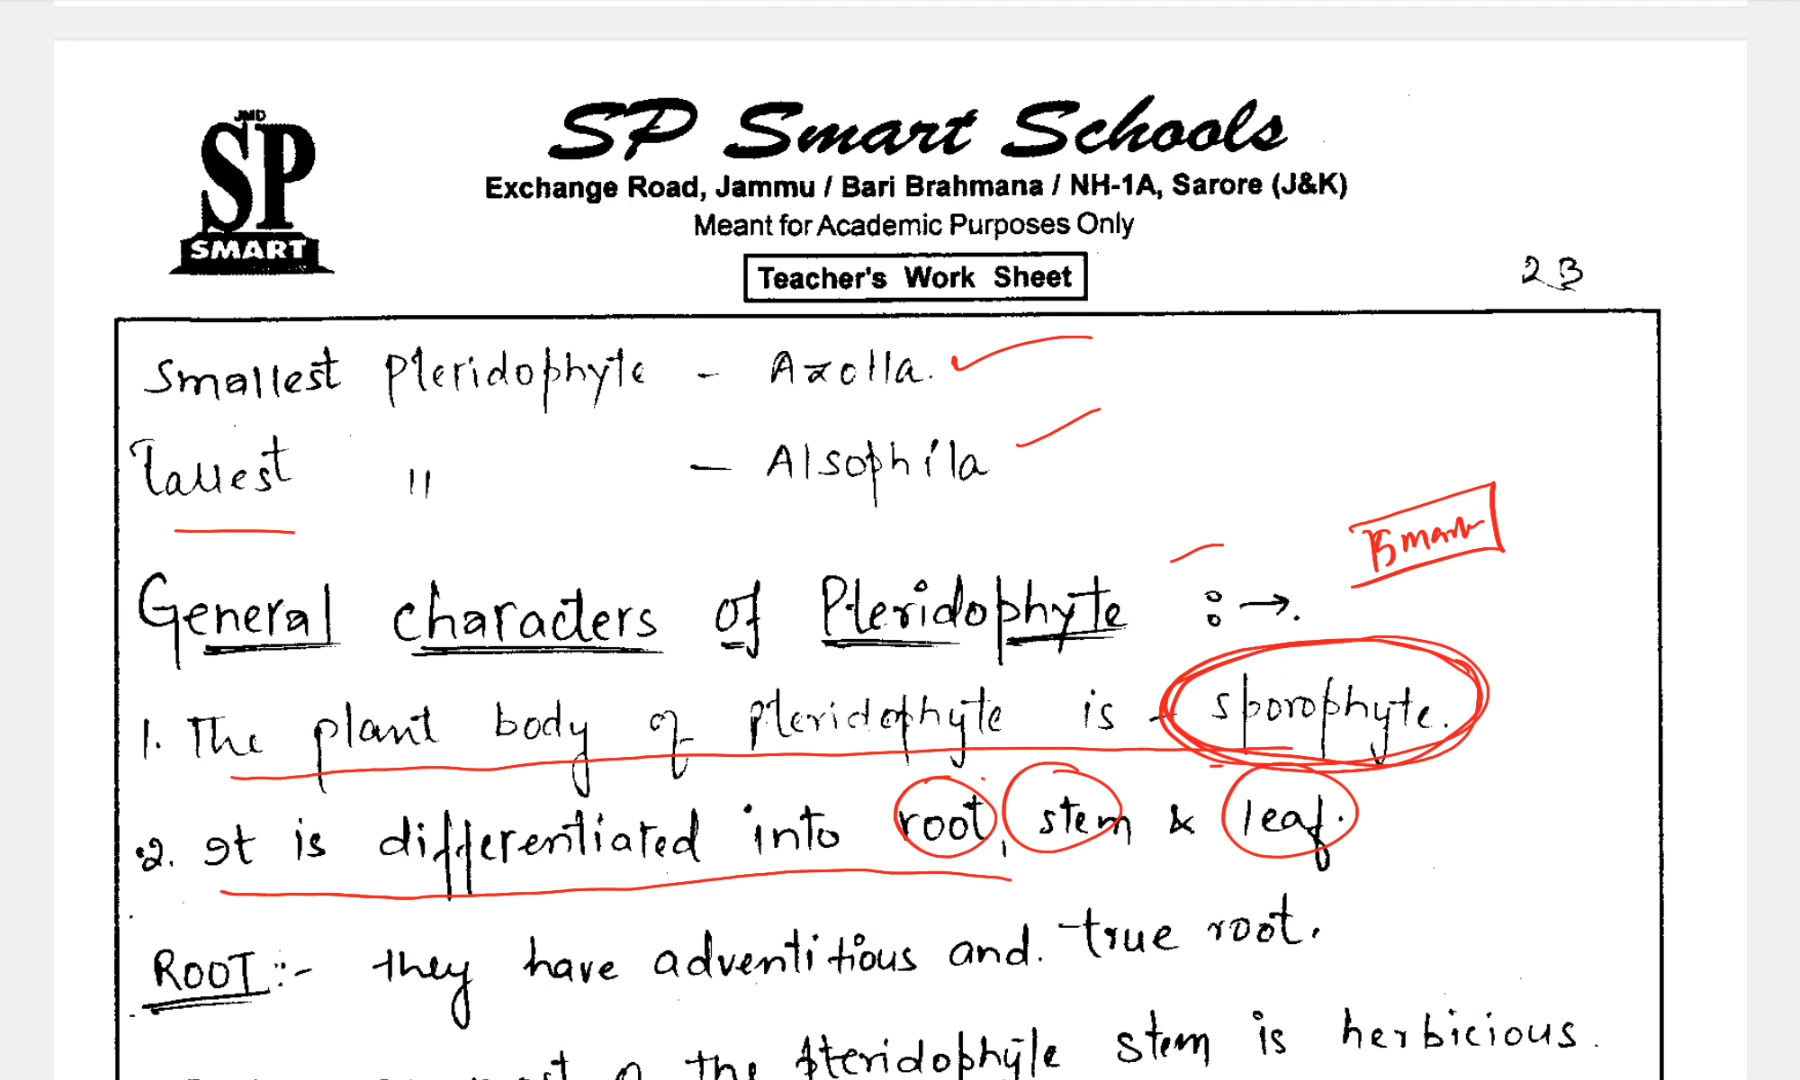 JMD
SP
SMART
SP Smart Schools
Exchange Road, Jammu / Bari Brahmana / NH-1A, Sarore (J&K)
Meant for Academic Purposes Only
Teacher's Work Sheet
23
Smallest Pteridophyte - Azolla.
Tallest " - Alsophila
5 mark
General characters of Pteridophyte :→.
1. The plant body of pteridophyte is sporophyte.
2. It is differentiated into root, stem & leaf.
ROOT:- they have adventitious and. true root.
the pteridophyte stem is herbicious.